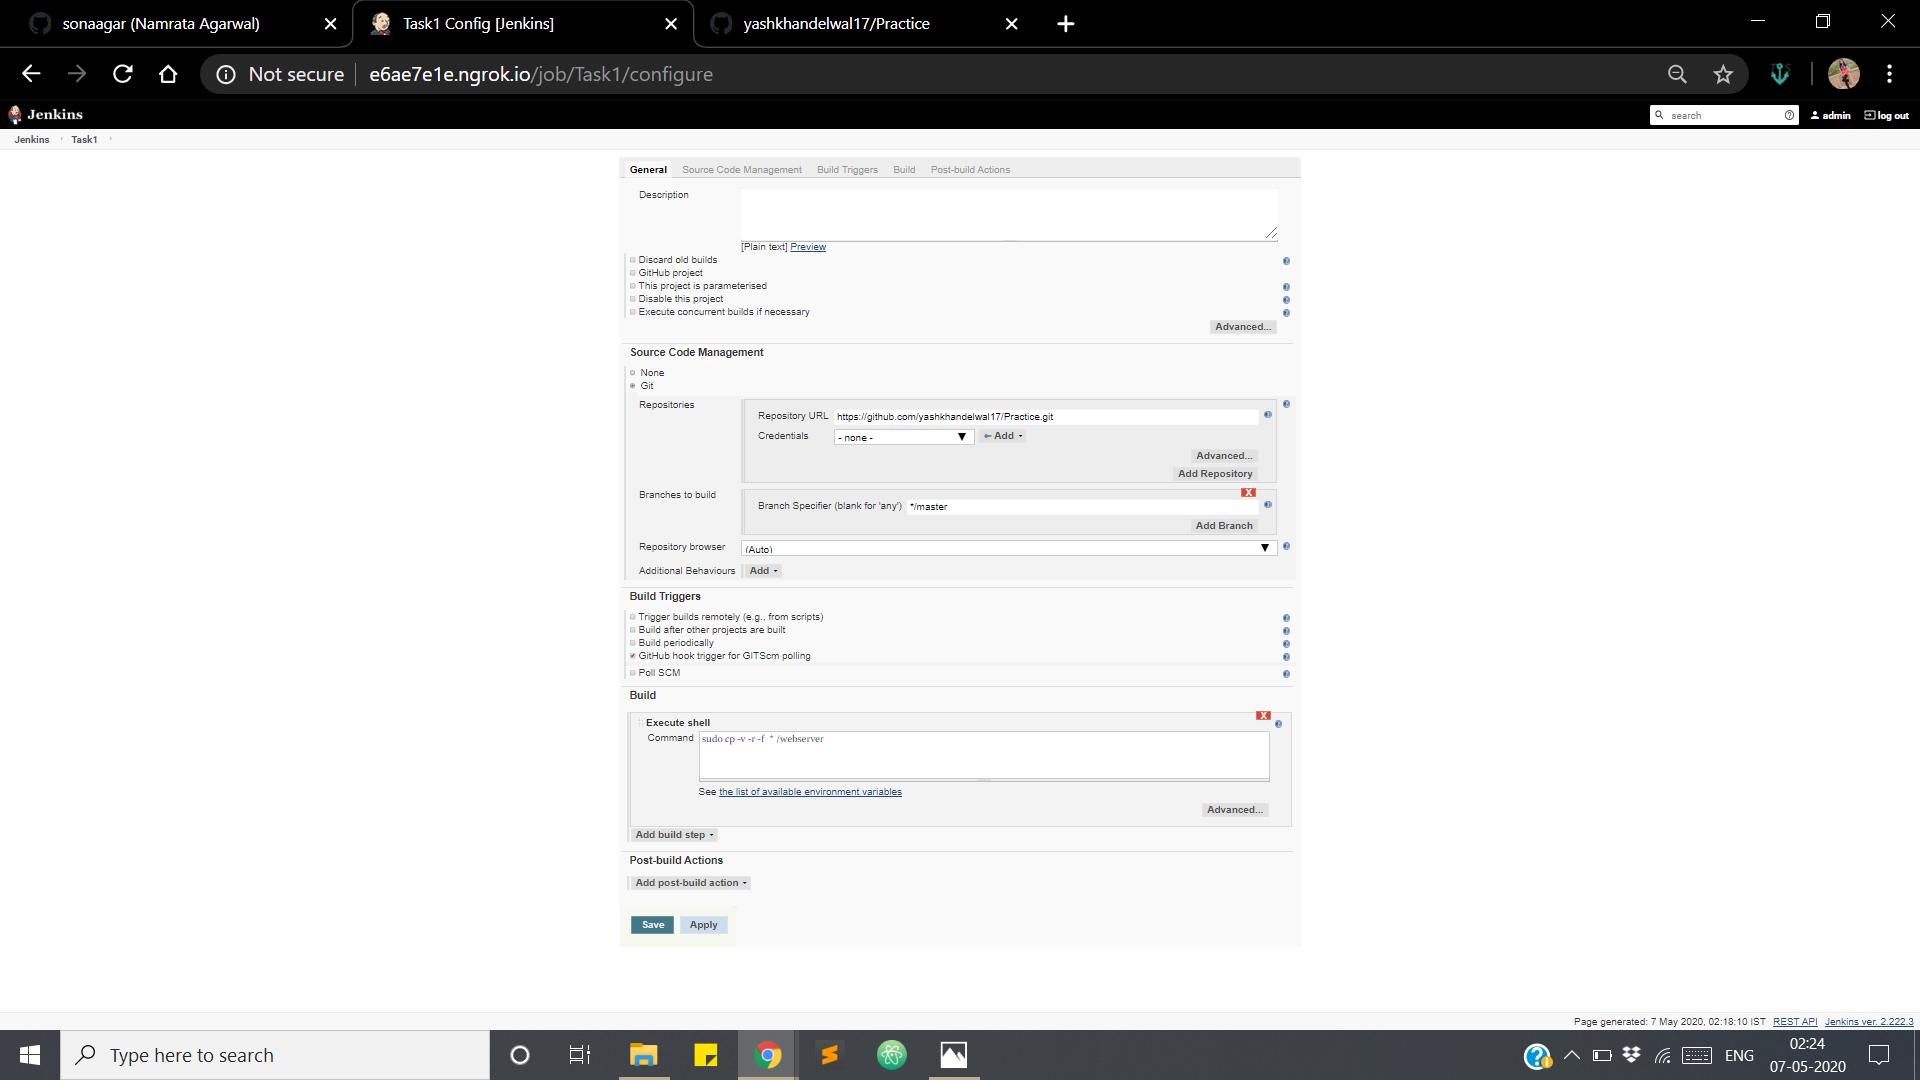 sonaagar (Namrata Agarwal)
Task1 Config [Jenkins]
yashkhandelwal17/Practice
Not secure
e6ae7e1e.ngrok.io/job/Task1/configure
Jenkins
search
admin
log out
Jenkins
Task1
General
Source Code Management
Build Triggers
Build
Post-build Actions
Description
[Plain text] Preview
Discard old builds
GitHub project
This project is parameterised
Disable this project
Execute concurrent builds if necessary
Advanced...
Source Code Management
None
Git
Repositories
Repository URL
https://github.com/yashkhandelwal17/Practice.git
Credentials
- none -
Add
Advanced...
Add Repository
Branches to build
X
Branch Specifier (blank for 'any')
*/master
Add Branch
Repository browser
(Auto)
Additional Behaviours
Add
Build Triggers
Trigger builds remotely (e.g., from scripts)
Build after other projects are built
Build periodically
GitHub hook trigger for GITScm polling
Poll SCM
Build
X
Execute shell
Command
sudo cp -v -r -f * /webserver
See the list of available environment variables
Advanced...
Add build step
Post-build Actions
Add post-build action
Save
Apply
Page generated: 7 May 2020, 02:18:10 IST
REST API
Jenkins ver. 2.222.3
Type here to search
ENG
02:24
07-05-2020